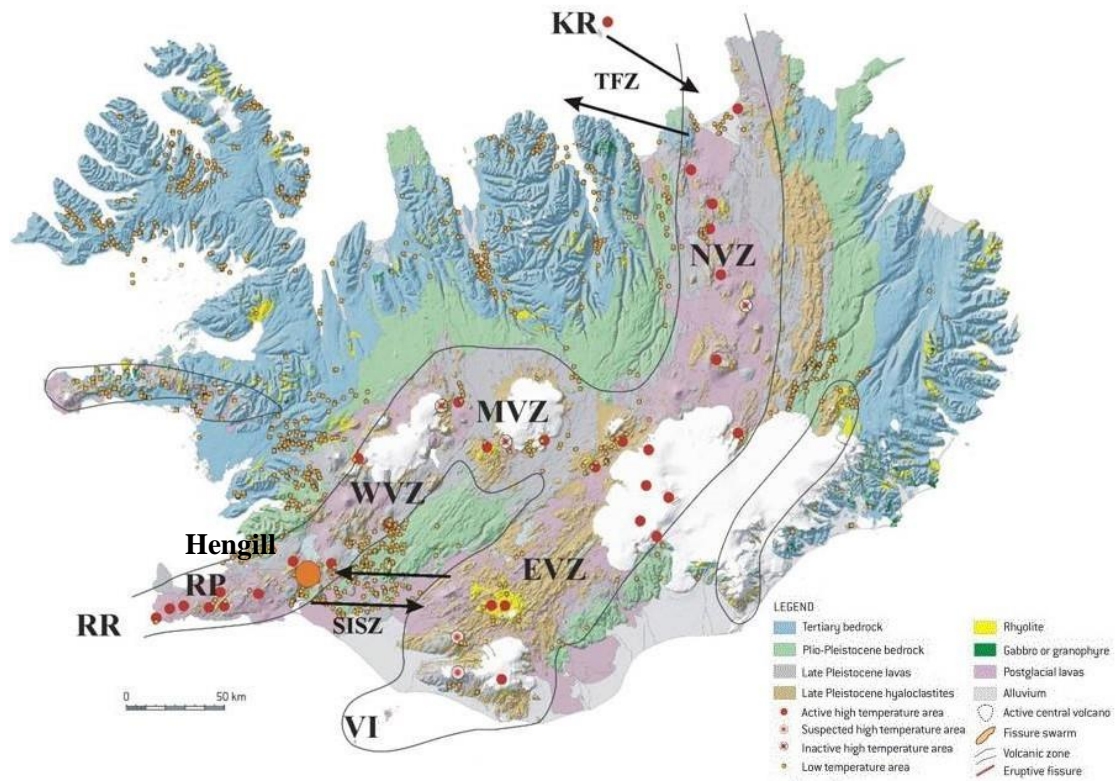 KR
TFZ
NVZ
MVZ
WVZ
Hengill
RP
EVZ
RR
SISZ
VI
0 50 km
LEGEND
Tertiary bedrock
Plio-Pleistocene bedrock
Late Pleistocene lavas
Late Pleistocene hyaloclastites
Active high temperature area
Suspected high temperature area
Inactive high temperature area
Low temperature area
Rhyolite
Gabbro or granophyre
Postglacial lavas
Alluvium
Active central volcano
Fissure swarm
Volcanic zone
Eruptive fissure